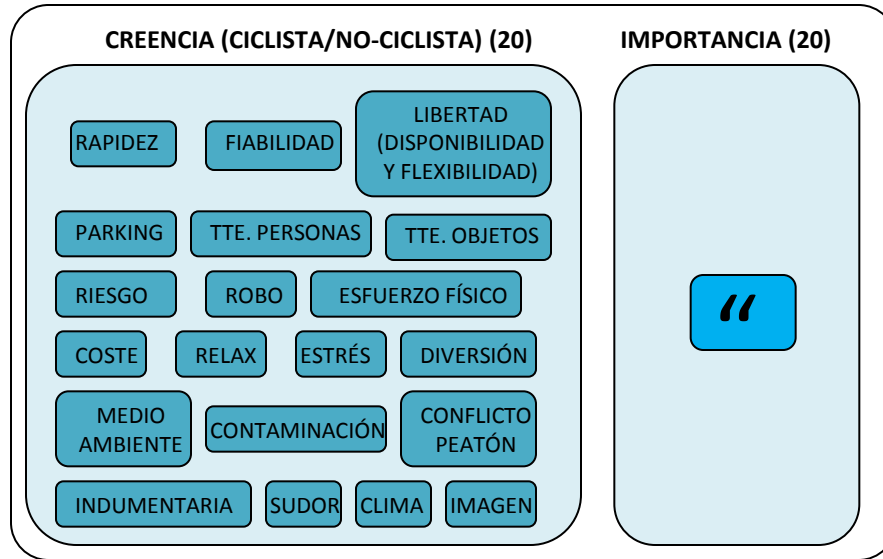 CREENCIA (CICLISTA/NO-CICLISTA) (20)
IMPORTANCIA (20)
RAPIDEZ
FIABILIDAD
LIBERTAD
(DISPONIBILIDAD
Y FLEXIBILIDAD)
PARKING
TTE. PERSONAS
TTE. OBJETOS
RIESGO
ROBO
ESFUERZO FÍSICO
COSTE
RELAX
ESTRÉS
DIVERSIÓN
MEDIO
AMBIENTE
CONTAMINACIÓN
CONFLICTO
PEATÓN
INDUMENTARIA
SUDOR
CLIMA
IMAGEN
“